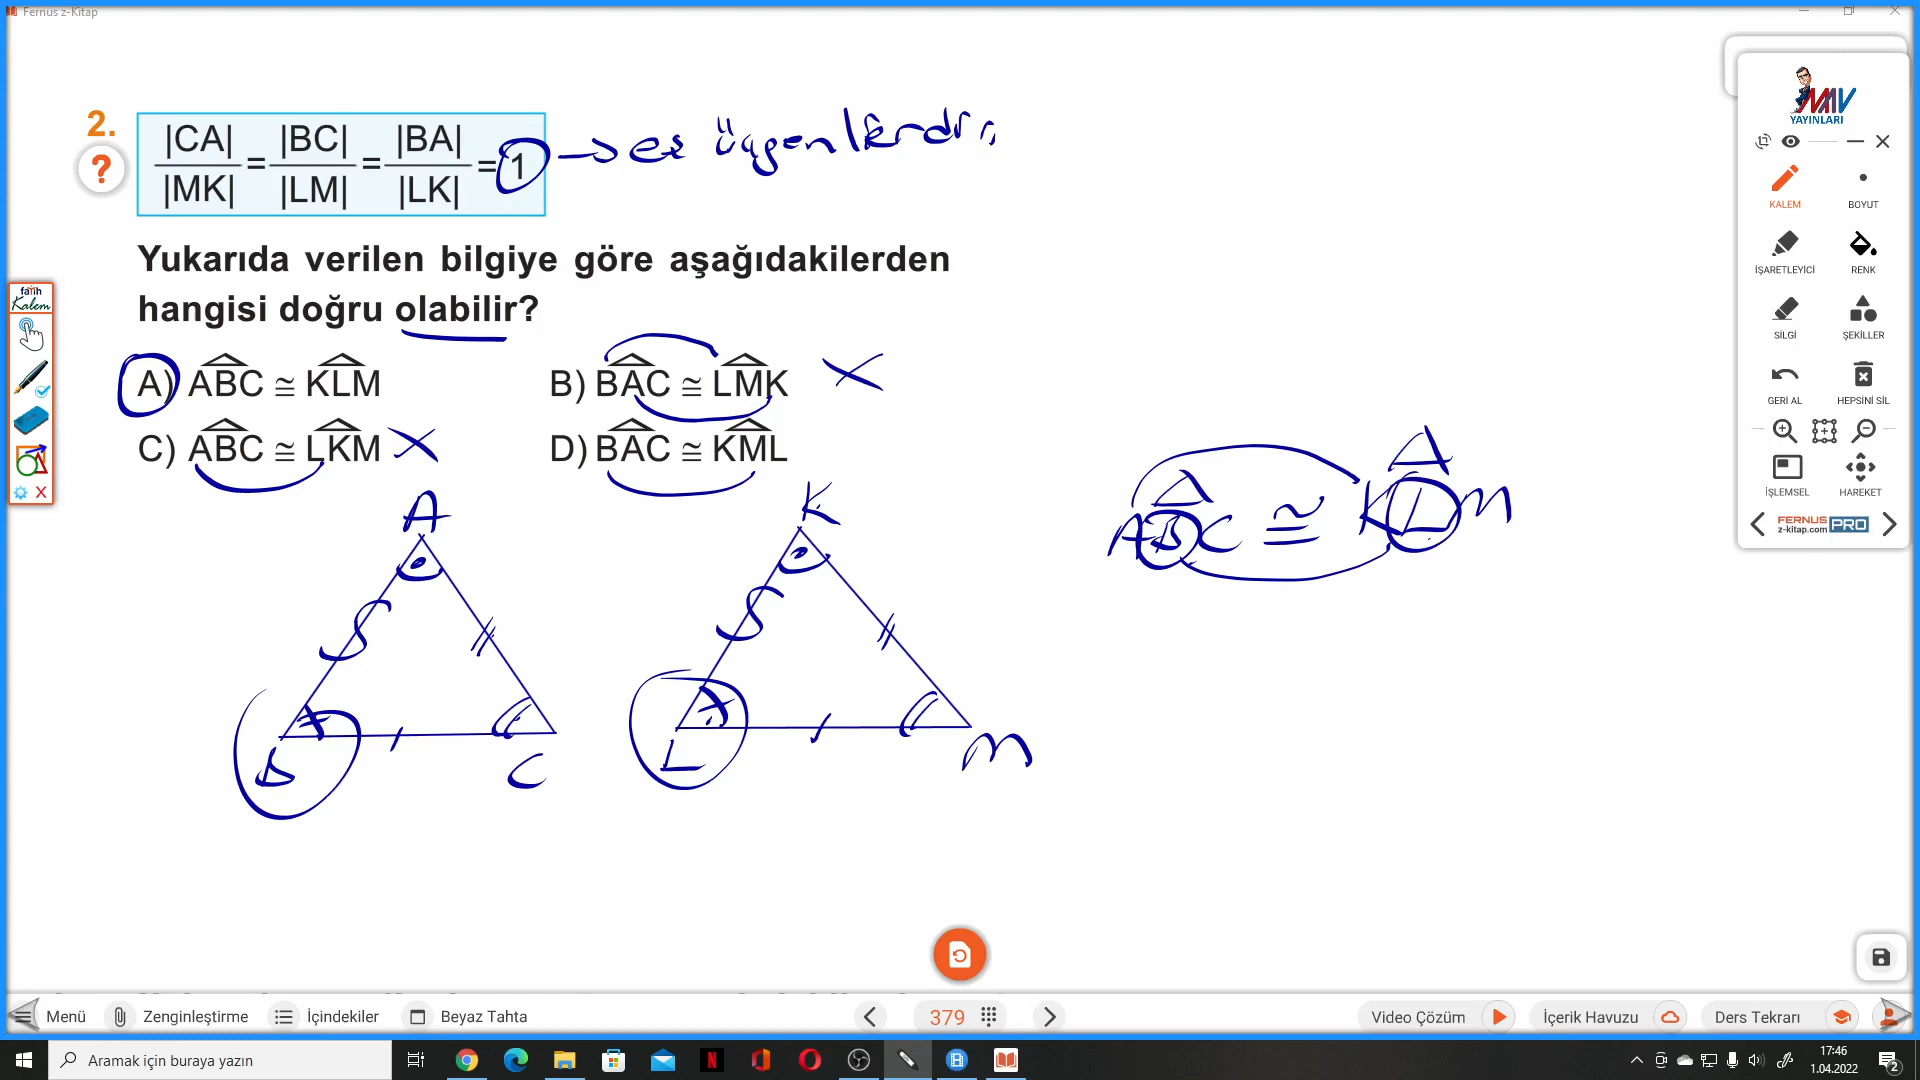 Fernus z-Kitap
2.
?
|CA| / |MK| = |BC| / |LM| = |BA| / |LK| = 1 → eş üçgenlerdir
Yukarıda verilen bilgiye göre aşağıdakilerden
hangisi doğru olabilir?
A) ABC ≅ KLM
B) BAC ≅ LMK
C) ABC ≅ LKM
D) BAC ≅ KML
A
B
C
K
L
M
ABC ≅ KLM
fatih
Kalem
MAV
YAYINLARI
KALEM
BOYUT
İŞARETLEYİCİ
RENK
SİLGİ
ŞEKİLLER
GERİ AL
HEPSİNİ SİL
İŞLEMSEL
HAREKET
FERNUS
z-kitap.com PRO
Menü
Zenginleştirme
İçindekiler
Beyaz Tahta
379
Video Çözüm
İçerik Havuzu
Ders Tekrarı
Aramak için buraya yazın
17:46
1.04.2022
2